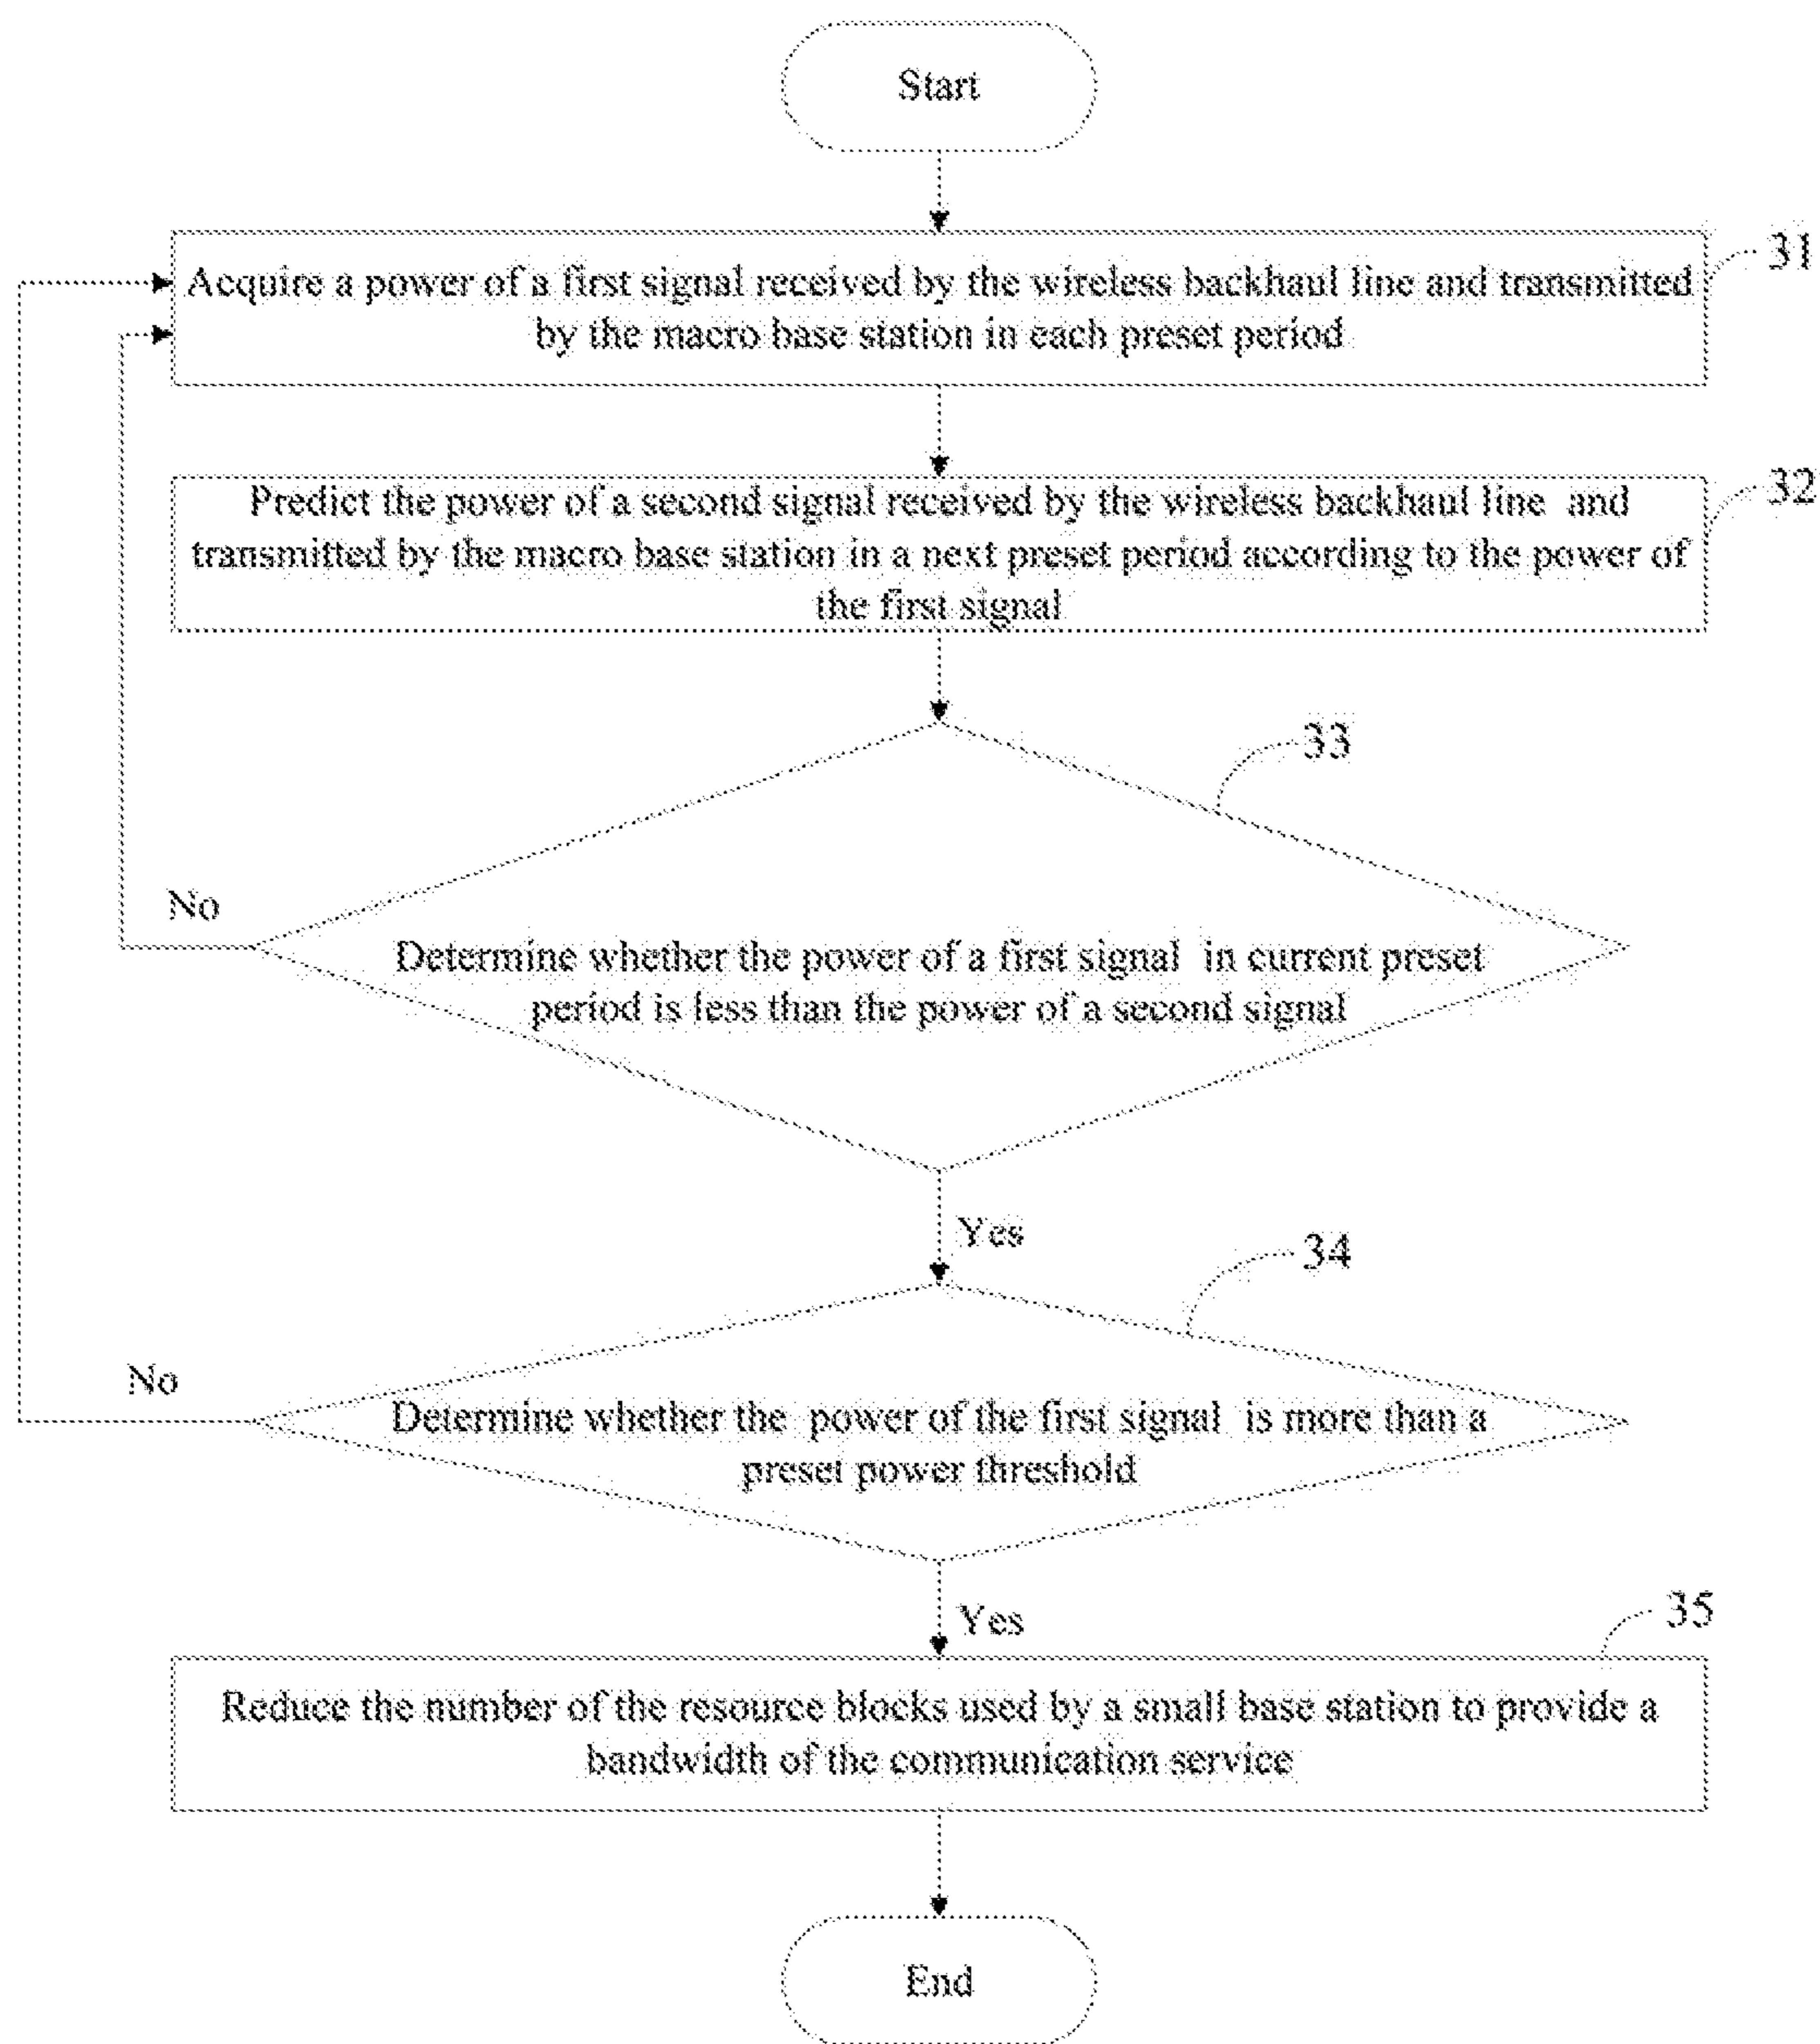 Start
31
Acquire a power of a first signal received by the wireless backhaul line and transmitted
by the macro base station in each preset period
32
Predict the power of a second signal received by the wireless backhaul line and
transmitted by the macro base station in a next preset period according to the power of
the first signal
33
No
Determine whether the power of a first signal in current preset
period is less than the power of a second signal
Yes
34
No
Determine whether the power of the first signal is more than a
preset power threshold
Yes
35
Reduce the number of the resource blocks used by a small base station to provide a
bandwidth of the communication service
End